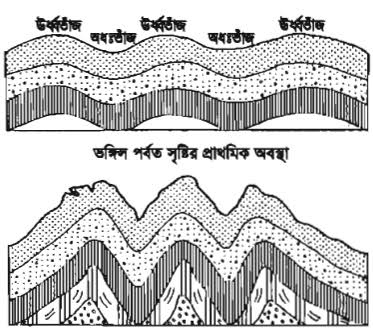 ঊর্ধ্বভাঁজ ঊর্ধ্বভাঁজ ঊর্ধ্বভাঁজ
অধঃভাঁজ অধঃভাঁজ
ভঙ্গিল পর্বত সৃষ্টির প্রাথমিক অবস্থা